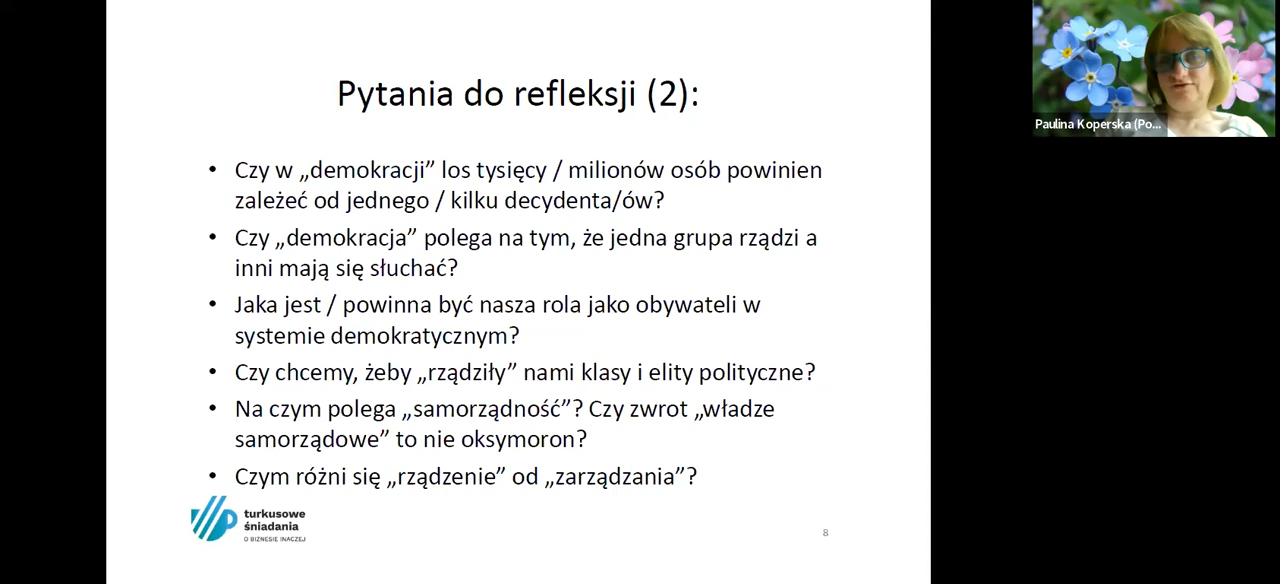 Pytania do refleksji (2):
• Czy w „demokracji” los tysięcy / milionów osób powinien
zależeć od jednego / kilku decydenta/ów?
• Czy „demokracja” polega na tym, że jedna grupa rządzi a
inni mają się słuchać?
• Jaka jest / powinna być nasza rola jako obywateli w
systemie demokratycznym?
• Czy chcemy, żeby „rządziły” nami klasy i elity polityczne?
• Na czym polega „samorządność”? Czy zwrot „władze
samorządowe” to nie oksymoron?
• Czym różni się „rządzenie” od „zarządzania”?
turkusowe
śniadania
O BIZNESIE INACZEJ
8
Paulina Koperska (Po...